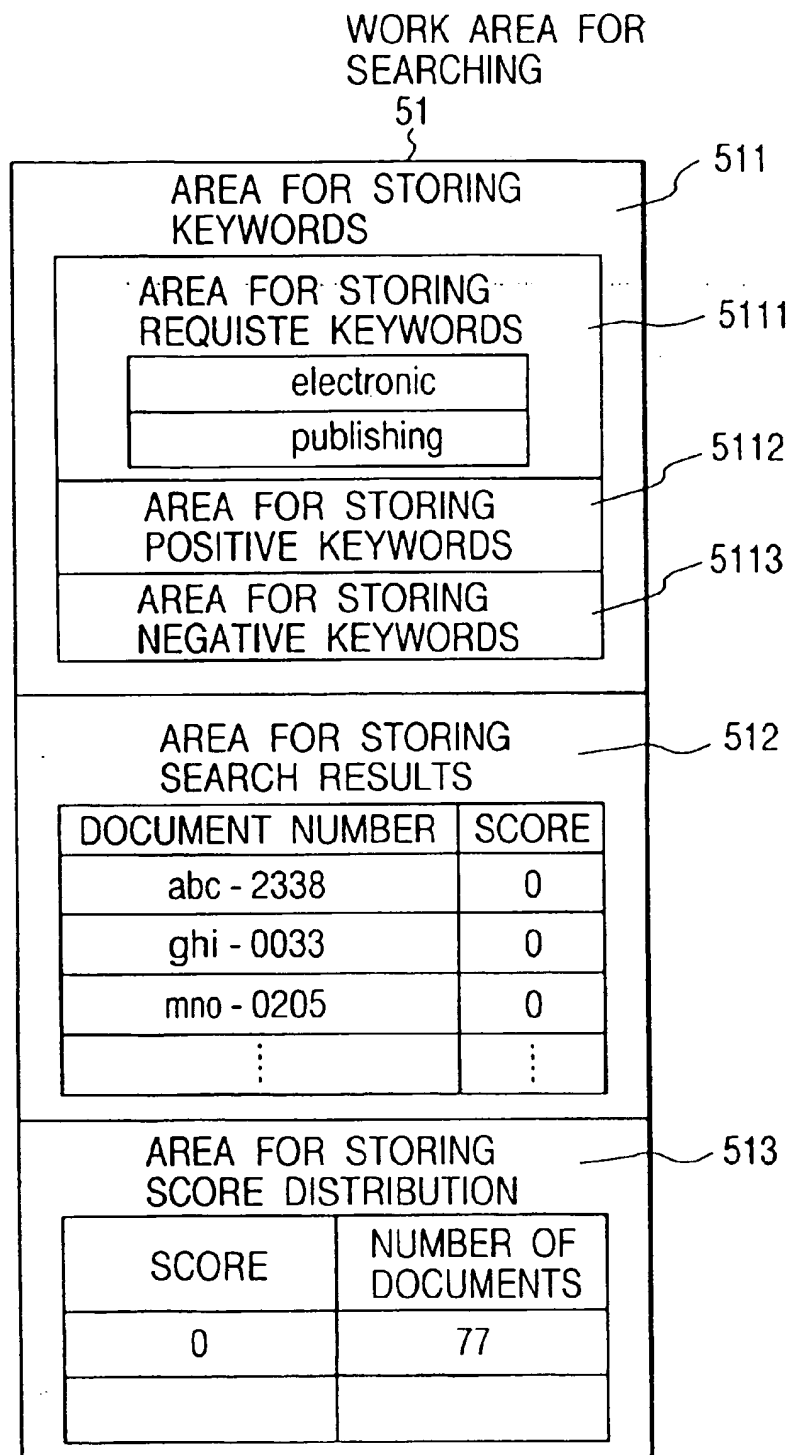 WORK AREA FOR
SEARCHING
51
511
AREA FOR STORING
KEYWORDS
AREA FOR STORING
REQUISTE KEYWORDS
5111
electronic
publishing
5112
AREA FOR STORING
POSITIVE KEYWORDS
5113
AREA FOR STORING
NEGATIVE KEYWORDS
AREA FOR STORING
SEARCH RESULTS
512
DOCUMENT NUMBER SCORE
abc - 2338 0
ghi - 0033 0
mno - 0205 0
⋮ ⋮
AREA FOR STORING
SCORE DISTRIBUTION
513
SCORE NUMBER OF
DOCUMENTS
0 77